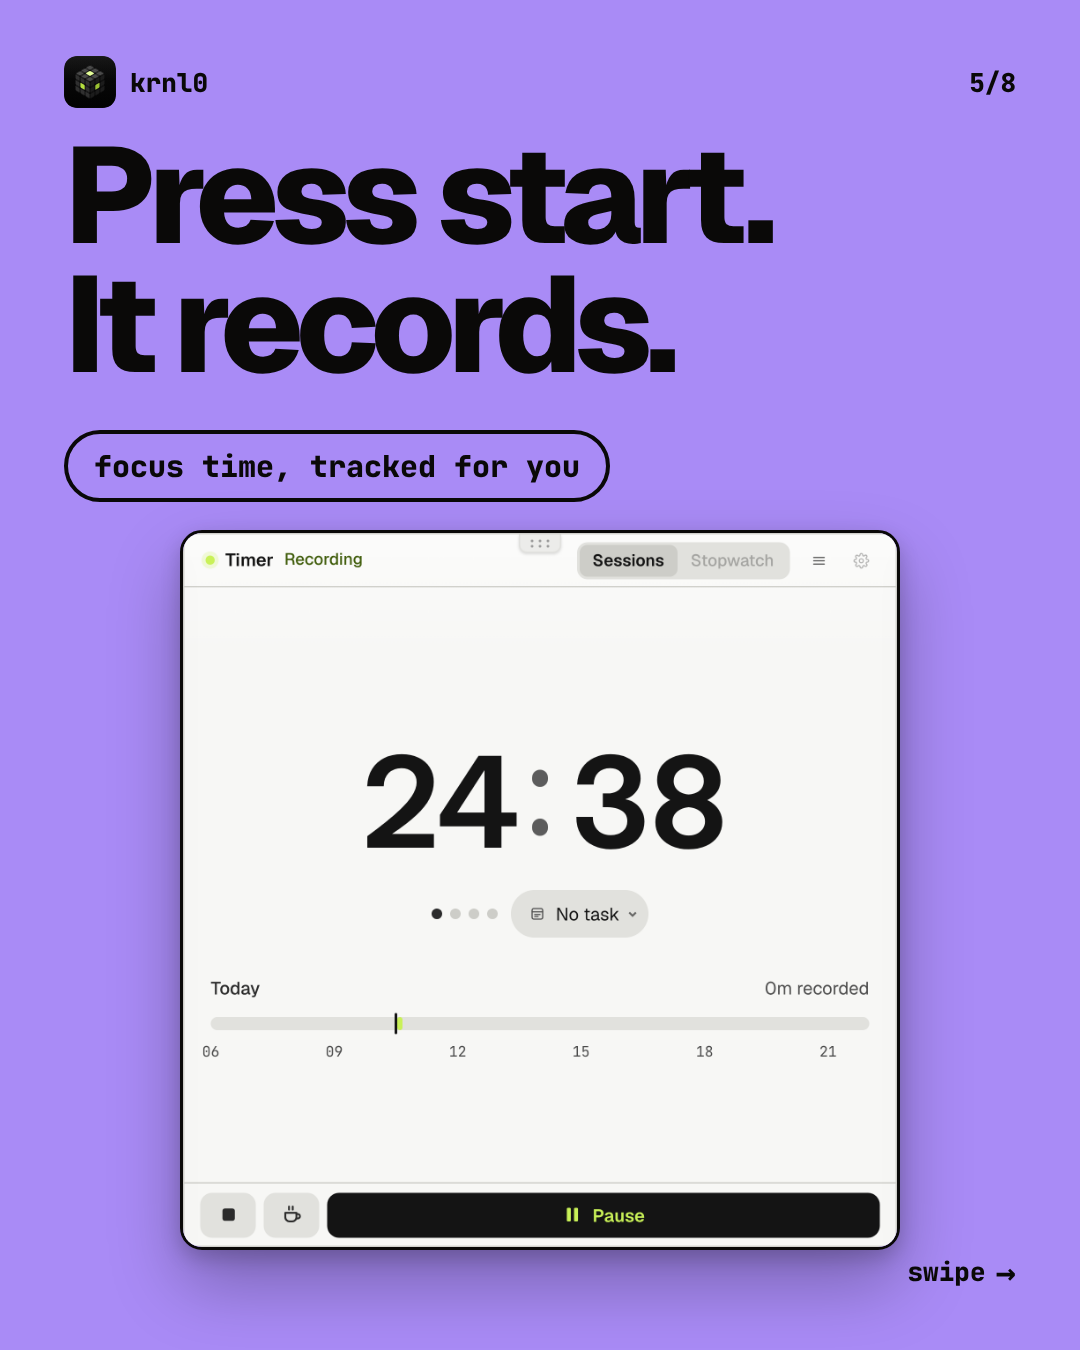 krnl0
5/8
Press start.
It records.
focus time, tracked for you
Timer Recording
Sessions Stopwatch
24:38
No task
Today
0m recorded
06 09 12 15 18 21
Pause
swipe →